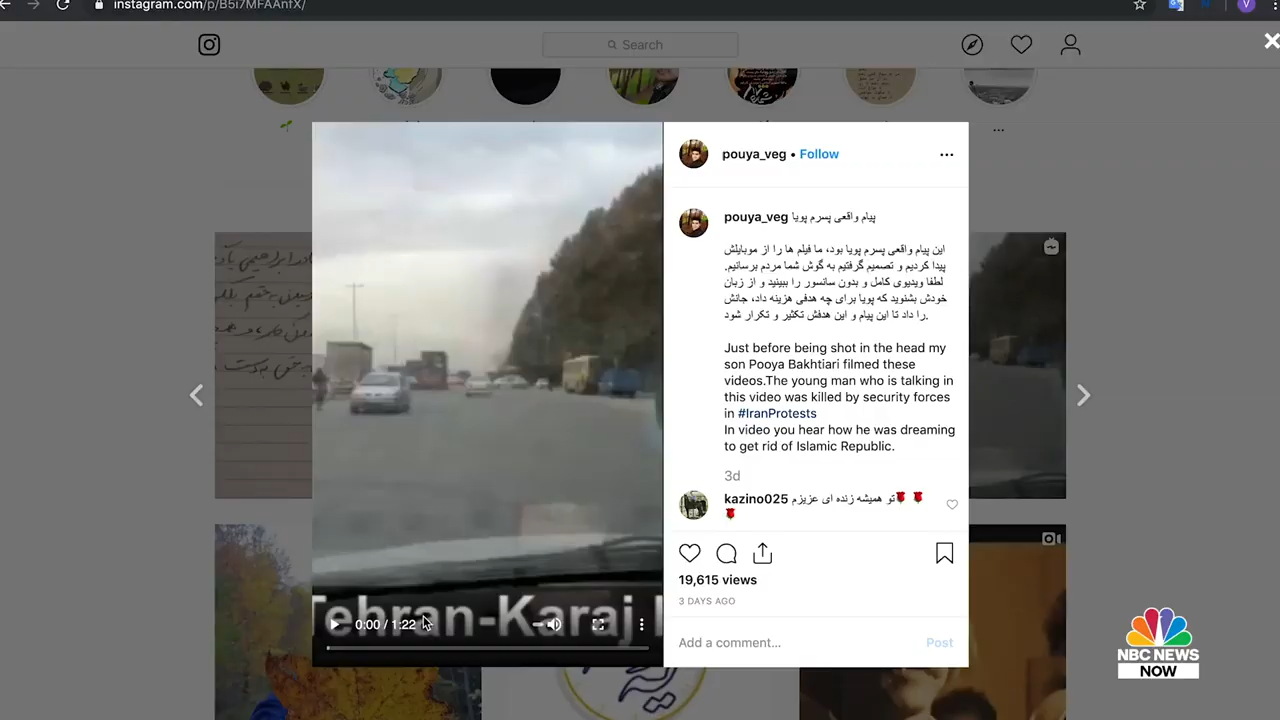 instagram.com/p/B5i7MFAAnfX/
Search
pouya_veg • Follow
pouya_veg پیام واقعی پسرم پویا
این پیام واقعی پسرم پویا بود، ما فیلم ها را از موبایلش
پیدا کردیم و تصمیم گرفتیم به گوش شما مردم برسانیم.
لطفا ویدیوی کامل و بدون سانسور را ببینید و از زبان
خودش بشنوید که پویا برای چه هدفی هزینه داد، جانش
را داد تا این پیام و این هدفش تکثیر و تکرار شود.
Just before being shot in the head my
son Pooya Bakhtiari filmed these
videos.The young man who is talking in
this video was killed by security forces
in #IranProtests
In video you hear how he was dreaming
to get rid of Islamic Republic.
3d
kazino025 تو همیشه زنده ای عزیزم
19,615 views
3 DAYS AGO
Add a comment...
Post
Tehran-Karaj
0:00 / 1:22
NBC NEWS
NOW